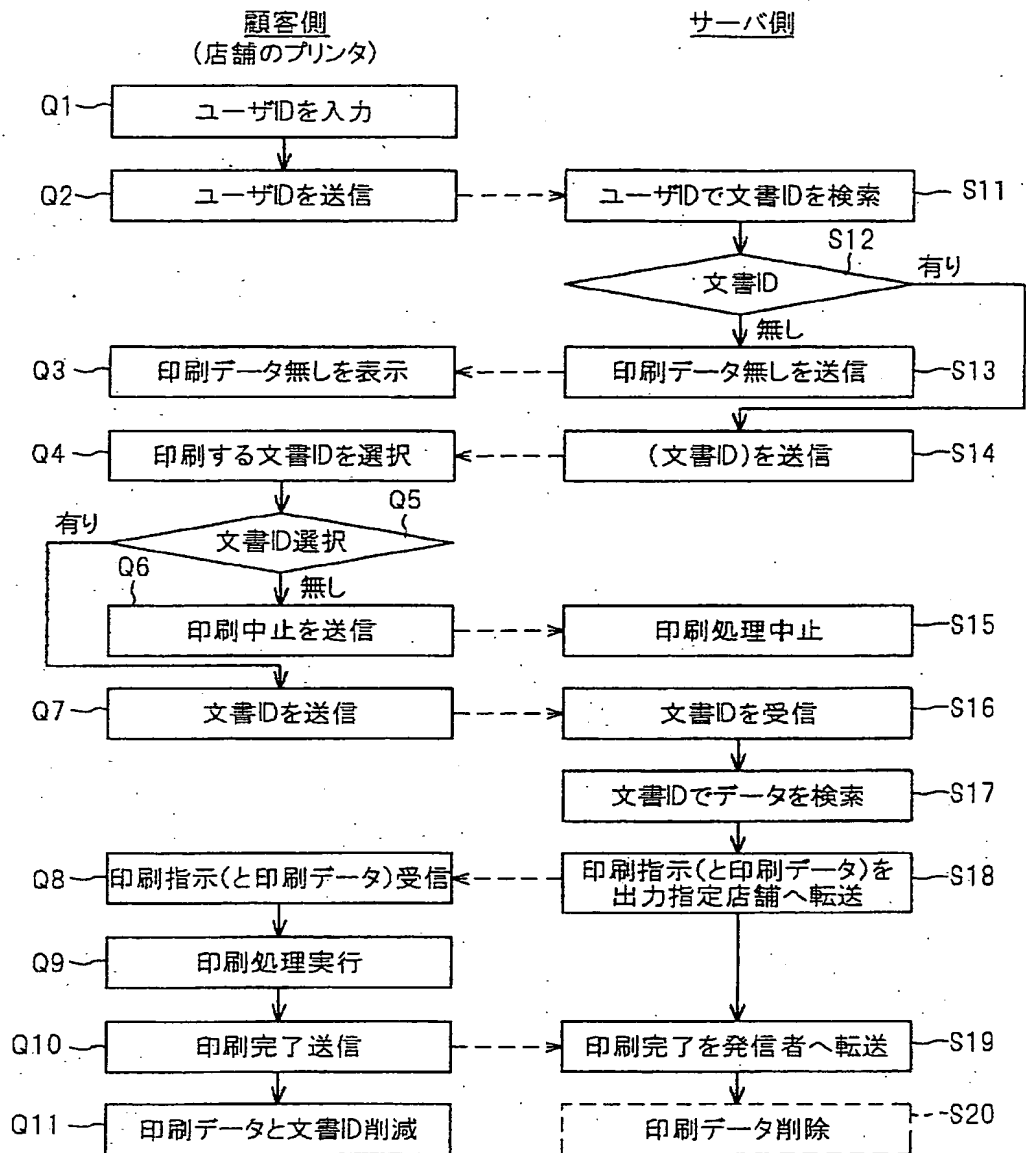 顧客側
(店舗のプリンタ)
サーバ側
Q1
ユーザIDを入力
Q2
ユーザIDを送信
ユーザIDで文書IDを検索
S11
S12
文書ID
有り
無し
Q3
印刷データ無しを表示
印刷データ無しを送信
S13
Q4
印刷する文書IDを選択
(文書ID)を送信
S14
Q5
有り
文書ID選択
Q6
無し
印刷中止を送信
印刷処理中止
S15
Q7
文書IDを送信
文書IDを受信
S16
文書IDでデータを検索
S17
Q8
印刷指示(と印刷データ)受信
印刷指示(と印刷データ)を
出力指定店舗へ転送
S18
Q9
印刷処理実行
Q10
印刷完了送信
印刷完了を発信者へ転送
S19
Q11
印刷データと文書ID削減
印刷データ削除
S20